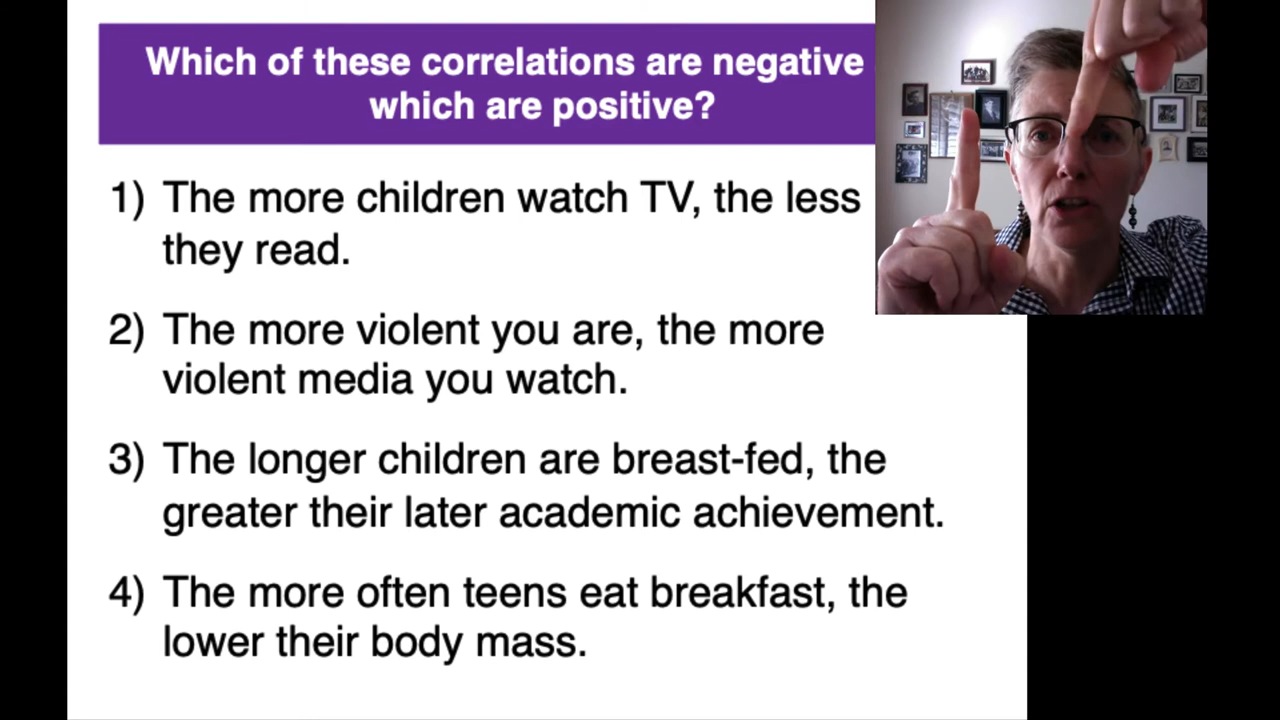 Which of these correlations are negative
which are positive?
1) The more children watch TV, the less
they read.
2) The more violent you are, the more
violent media you watch.
3) The longer children are breast-fed, the
greater their later academic achievement.
4) The more often teens eat breakfast, the
lower their body mass.